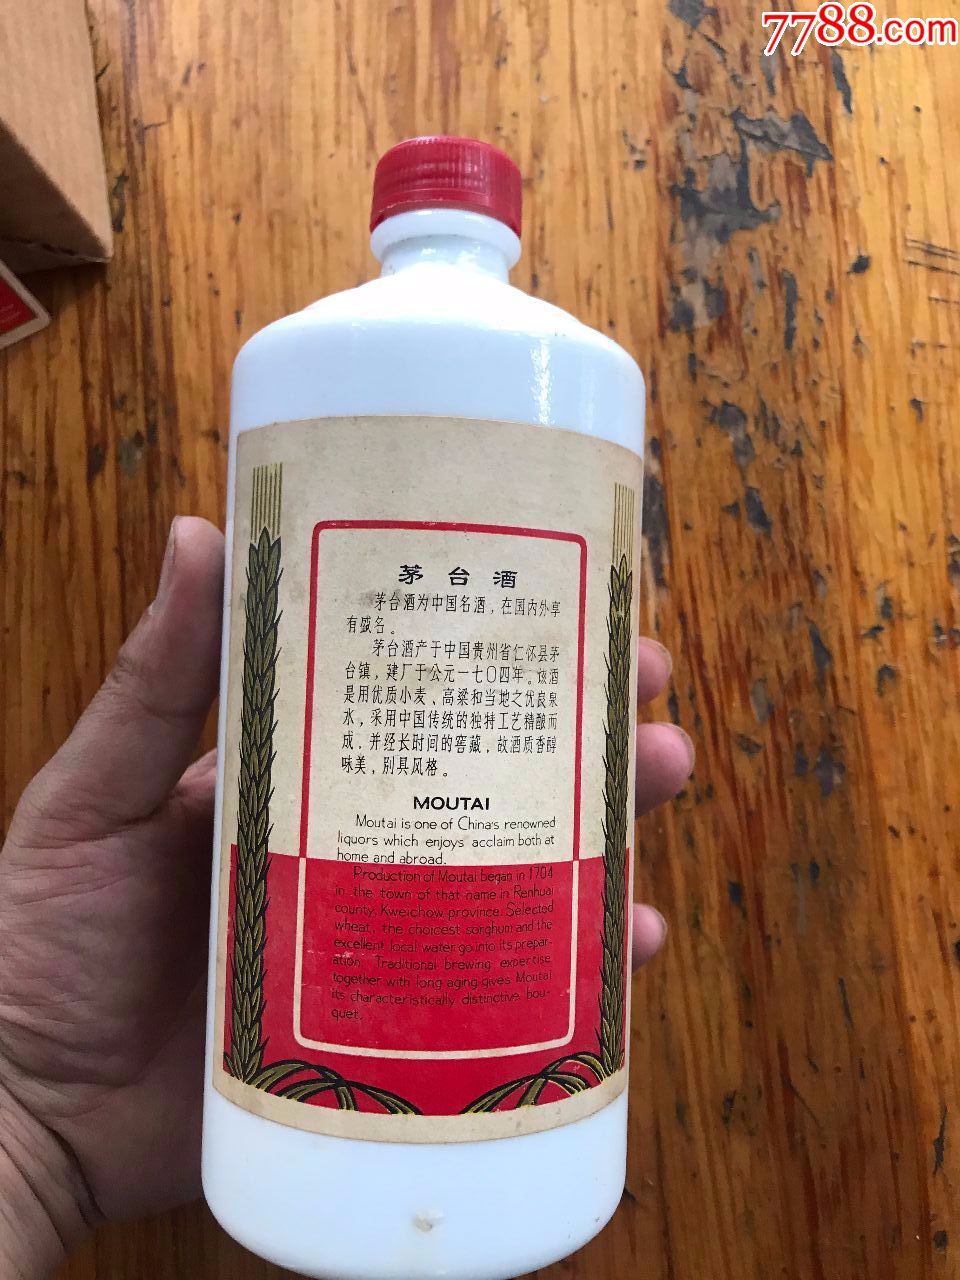 7788.com
茅台酒
茅台酒为中国名酒，在国内外享
有盛名。
茅台酒产于中国贵州省仁怀县茅
台镇，建厂于公元一七〇四年。该酒
是用优质小麦、高粱和当地之优良泉
水，采用中国传统的独特工艺精酿而
成，并经长时间的窖藏，故酒质香醇
味美，别具风格。
MOUTAI
Moutai is one of China's renowned
liquors which enjoys acclaim both at
home and abroad.
Production of Moutai began in 1704
in the town of that name in Renhuai
county, Kweichow province. Selected
wheat, the choicest sorghum and the
excellent local water go into its prepar-
ation. Traditional brewing expertise
together with long aging gives Moutai
its characteristically distinctive bou-
quet.